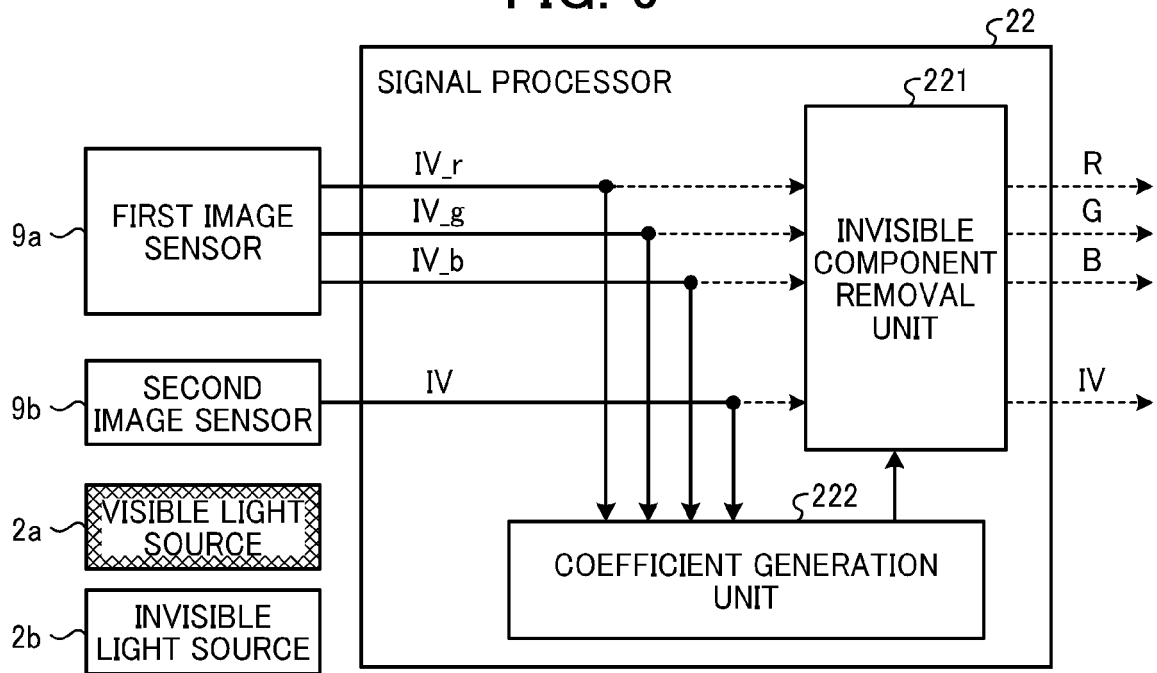 FIG.
22
SIGNAL PROCESSOR
221
IV_r
R
9a
FIRST IMAGE
SENSOR
IV_g
G
IV_b
B
INVISIBLE
COMPONENT
REMOVAL
UNIT
9b
SECOND
IMAGE SENSOR
IV
IV
2a
VISIBLE LIGHT
SOURCE
222
COEFFICIENT GENERATION
UNIT
2b
INVISIBLE
LIGHT SOURCE